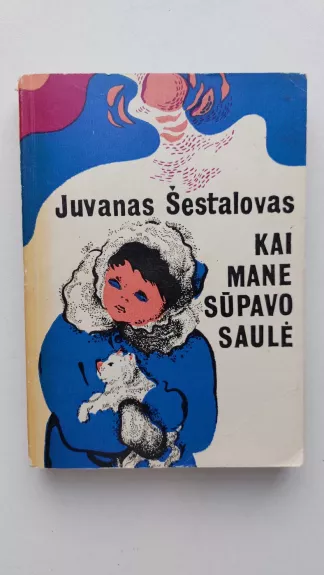 Juvanas Šestalovas
KAI
MANE
SŪPAVO
SAULĖ